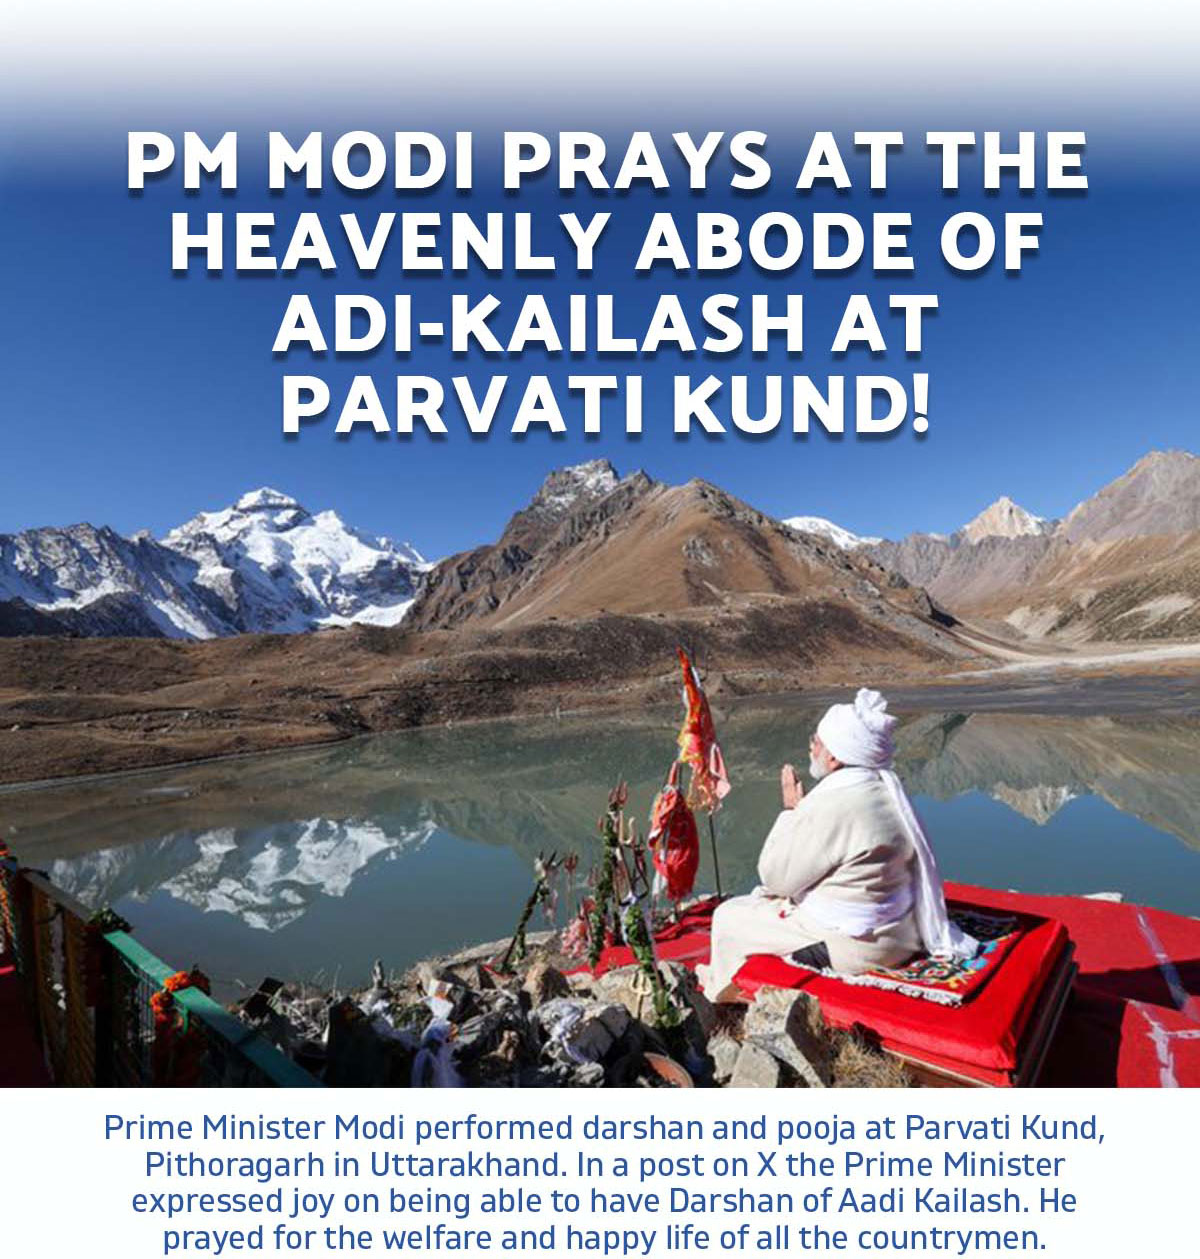 PM MODI PRAYS AT THE
HEAVENLY ABODE OF
ADI-KAILASH AT
PARVATI KUND!
Prime Minister Modi performed darshan and pooja at Parvati Kund,
Pithoragarh in Uttarakhand. In a post on X the Prime Minister
expressed joy on being able to have Darshan of Aadi Kailash. He
prayed for the welfare and happy life of all the countrymen.